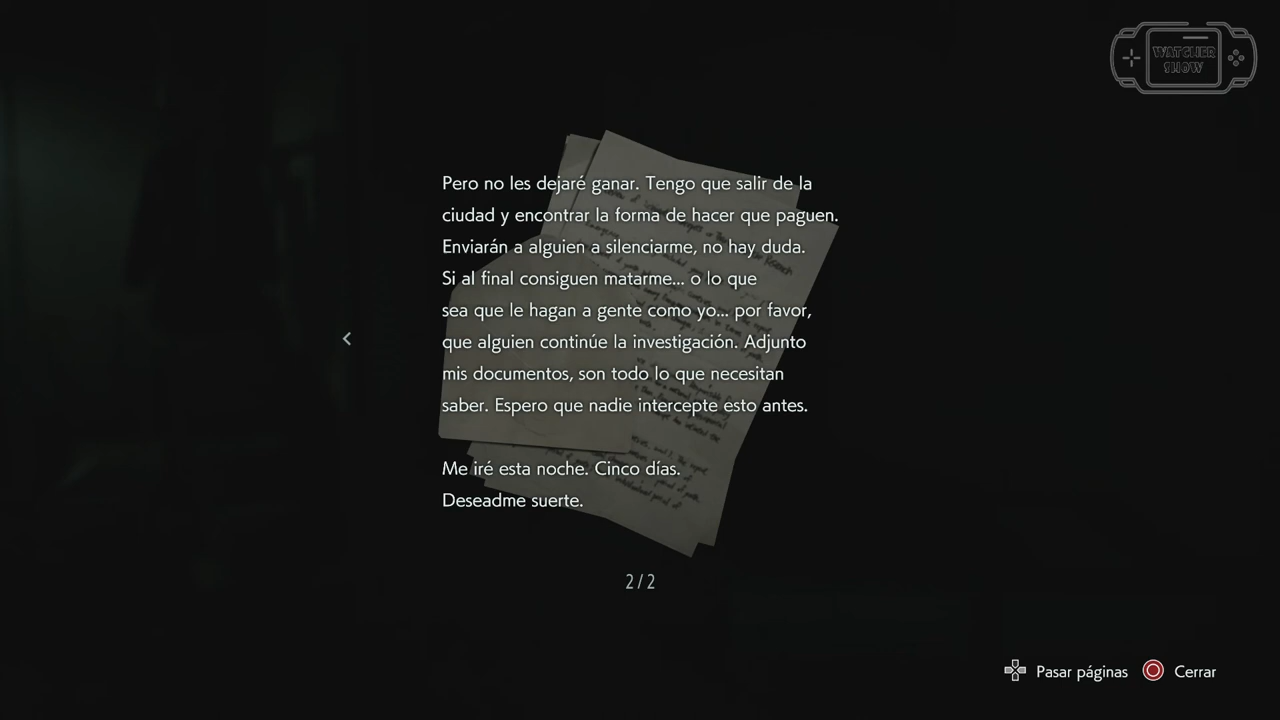 WATCHER
SHOW
Pero no les dejaré ganar. Tengo que salir de la
ciudad y encontrar la forma de hacer que paguen.
Enviarán a alguien a silenciarme, no hay duda.
Si al final consiguen matarme... o lo que
sea que le hagan a gente como yo... por favor,
que alguien continúe la investigación. Adjunto
mis documentos, son todo lo que necesitan
saber. Espero que nadie intercepte esto antes.
Me iré esta noche. Cinco días.
Deseadme suerte.
2/2
Pasar páginas
Cerrar